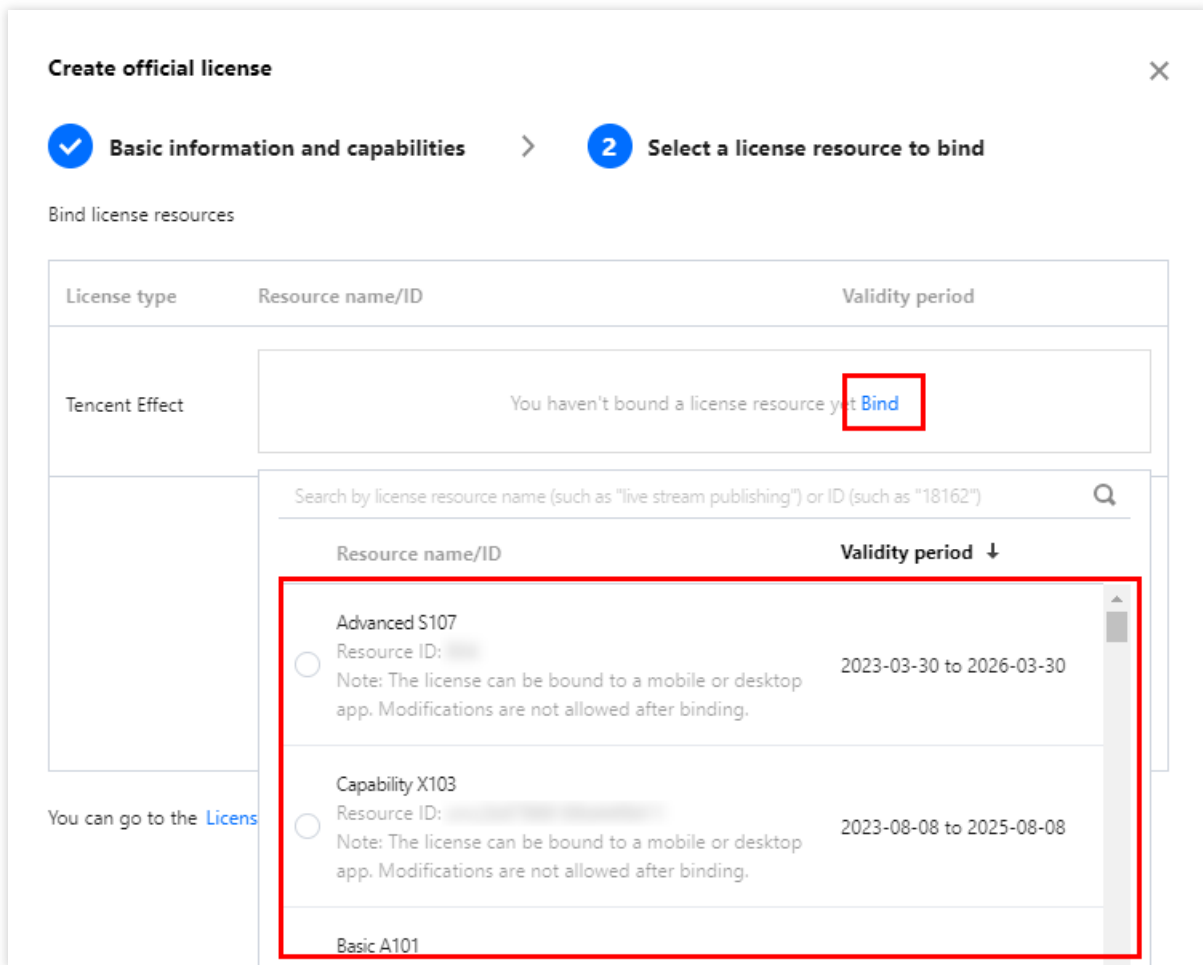 Create official license
Basic information and capabilities
2
Select a license resource to bind
Bind license resources
License type
Resource name/ID
Validity period
Tencent Effect
You haven't bound a license resource yet Bind
Search by license resource name (such as "live stream publishing") or ID (such as "18162")
Resource name/ID
Validity period
Advanced S107
Resource ID:
Note: The license can be bound to a mobile or desktop
app. Modifications are not allowed after binding.
2023-03-30 to 2026-03-30
Capability X103
Resource ID:
Note: The license can be bound to a mobile or desktop
app. Modifications are not allowed after binding.
2023-08-08 to 2025-08-08
You can go to the Licens
Basic A101